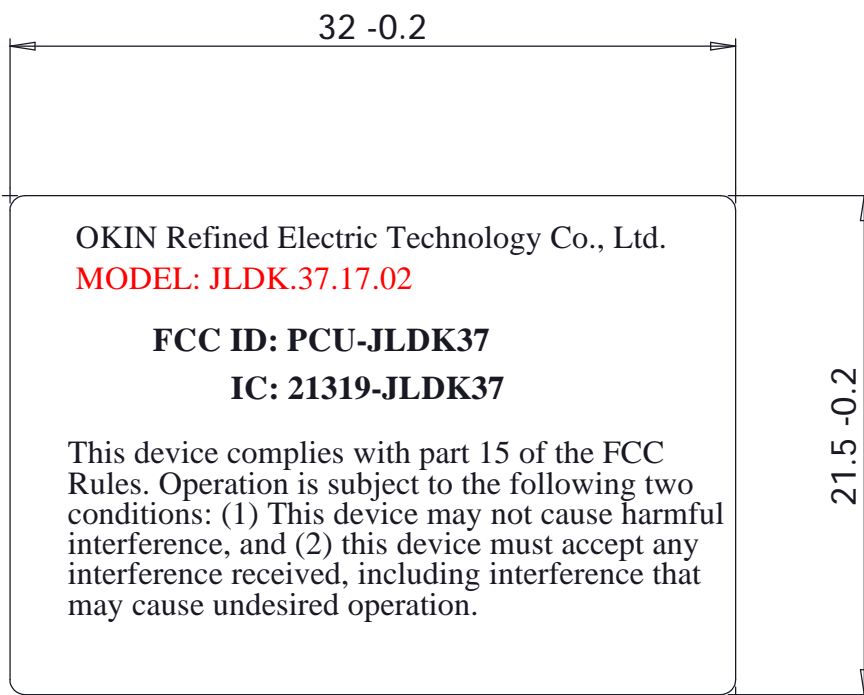 32 -0.2
OKIN Refined Electric Technology Co., Ltd.
MODEL: JLDK.37.17.02
FCC ID: PCU-JLDK37
IC: 21319-JLDK37
21.5 -0.2
This device complies with part 15 of the FCC
Rules. Operation is subject to the following two
conditions: (1) This device may not cause harmful
interference, and (2) this device must accept any
interference received, including interference that
may cause undesired operation.